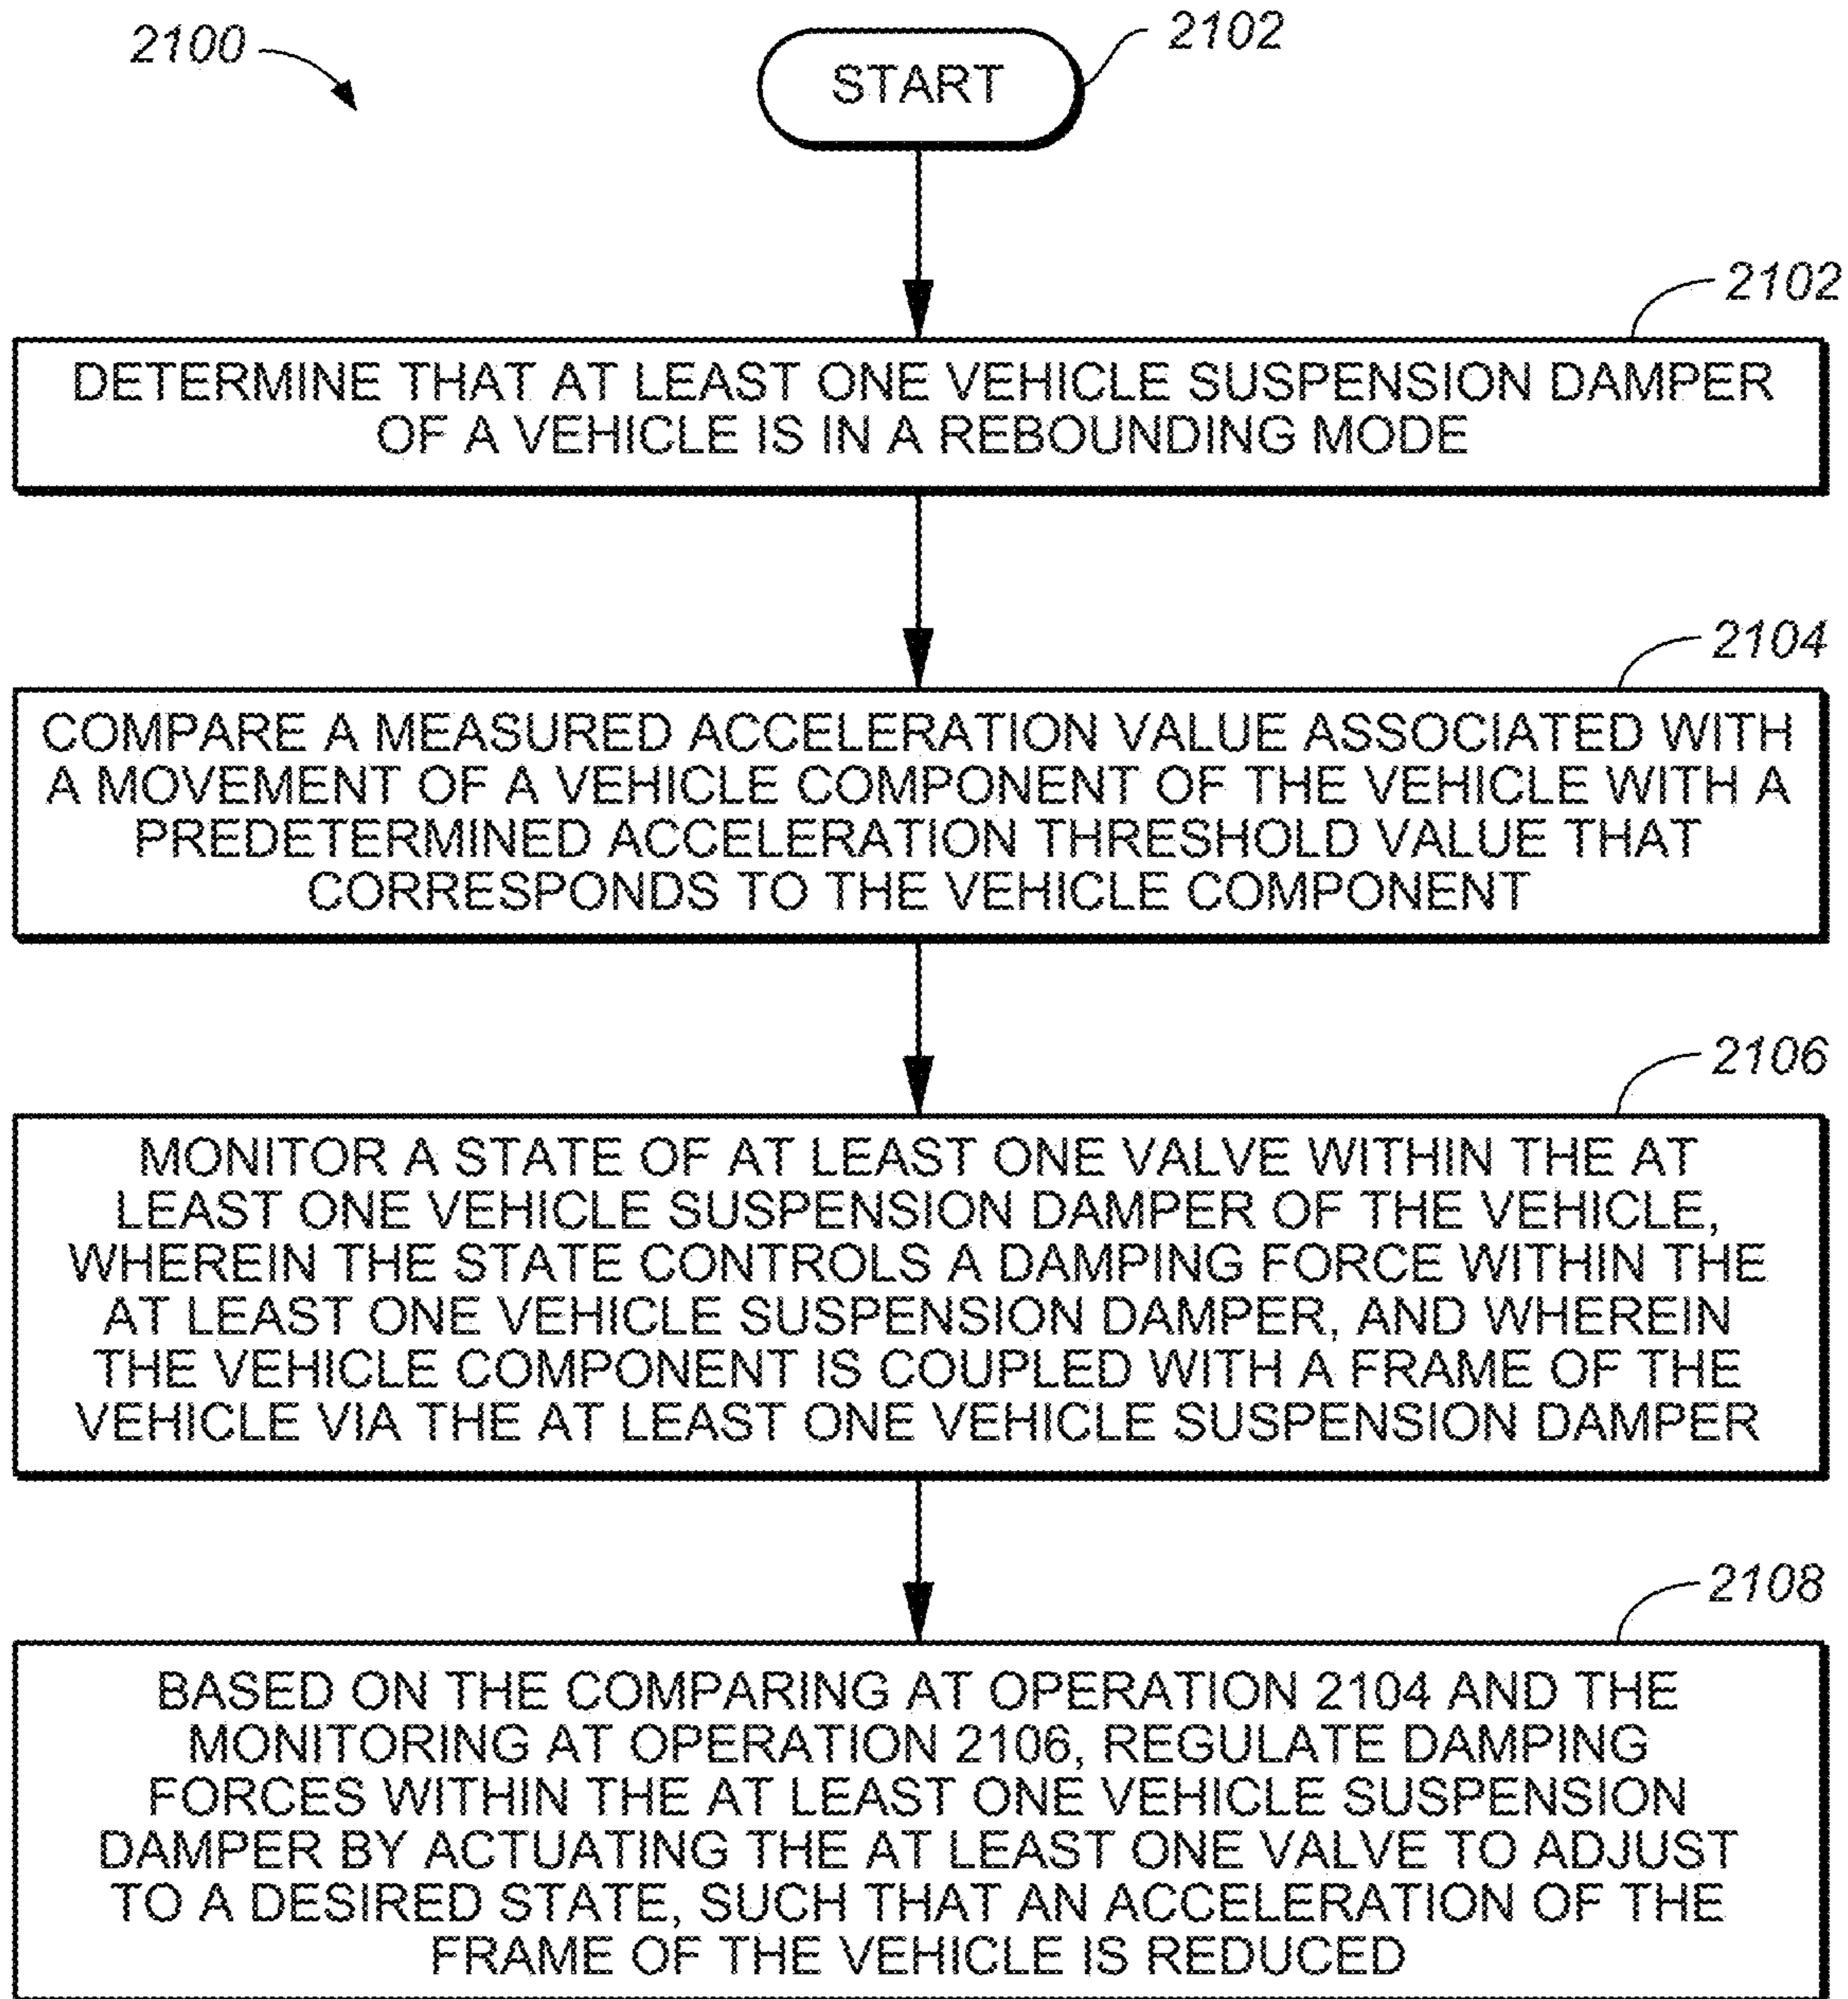 2100
START
2102
2102
DETERMINE THAT AT LEAST ONE VEHICLE SUSPENSION DAMPER
OF A VEHICLE IS IN A REBOUNDING MODE
2104
COMPARE A MEASURED ACCELERATION VALUE ASSOCIATED WITH
A MOVEMENT OF A VEHICLE COMPONENT OF THE VEHICLE WITH A
PREDETERMINED ACCELERATION THRESHOLD VALUE THAT
CORRESPONDS TO THE VEHICLE COMPONENT
2106
MONITOR A STATE OF AT LEAST ONE VALVE WITHIN THE AT
LEAST ONE VEHICLE SUSPENSION DAMPER OF THE VEHICLE,
WHEREIN THE STATE CONTROLS A DAMPING FORCE WITHIN THE
AT LEAST ONE VEHICLE SUSPENSION DAMPER, AND WHEREIN
THE VEHICLE COMPONENT IS COUPLED WITH A FRAME OF THE
VEHICLE VIA THE AT LEAST ONE VEHICLE SUSPENSION DAMPER
2108
BASED ON THE COMPARING AT OPERATION 2104 AND THE
MONITORING AT OPERATION 2106, REGULATE DAMPING
FORCES WITHIN THE AT LEAST ONE VEHICLE SUSPENSION
DAMPER BY ACTUATING THE AT LEAST ONE VALVE TO ADJUST
TO A DESIRED STATE, SUCH THAT AN ACCELERATION OF THE
FRAME OF THE VEHICLE IS REDUCED